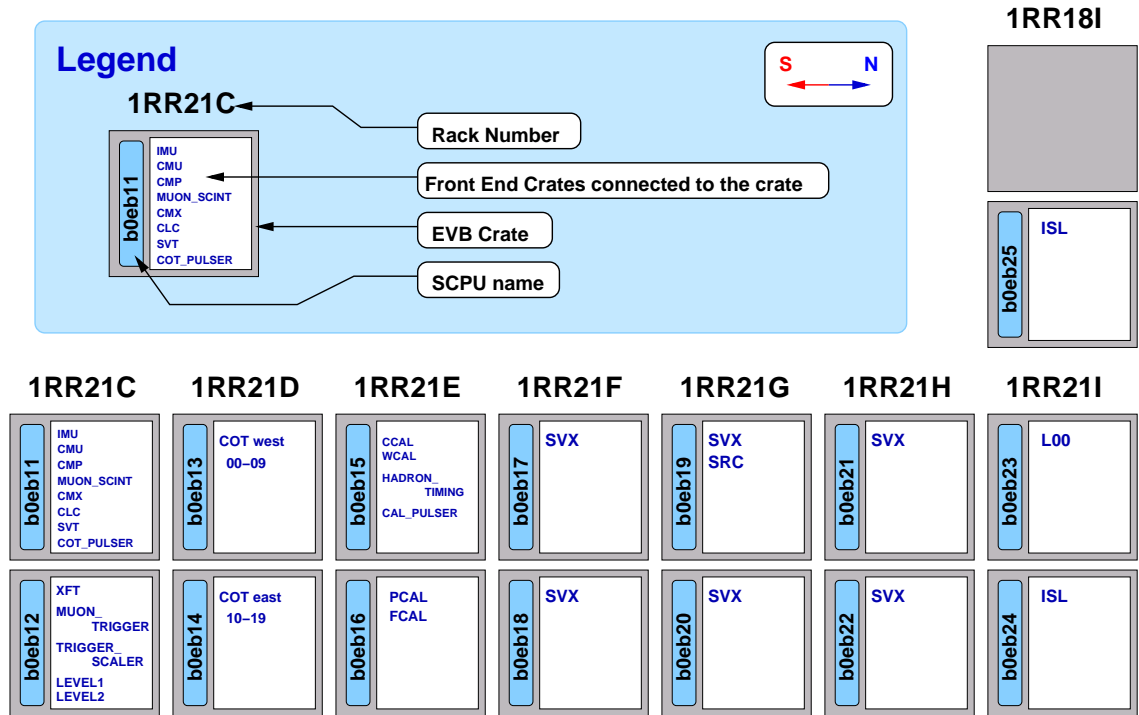 1RR18I
Legend
S N
1RR21C
Rack Number
b0eb11
IMU
CMU
CMP
MUON_SCINT
CMX
CLC
SVT
COT_PULSER
Front End Crates connected to the crate
EVB Crate
SCPU name
b0eb25
ISL
1RR21C
1RR21D
1RR21E
1RR21F
1RR21G
1RR21H
1RR21I
b0eb11
IMU
CMU
CMP
MUON_SCINT
CMX
CLC
SVT
COT_PULSER
b0eb13
COT west
00–09
b0eb15
CCAL
WCAL
HADRON_
TIMING
CAL_PULSER
b0eb17
SVX
b0eb19
SVX
SRC
b0eb21
SVX
b0eb23
L00
b0eb12
XFT
MUON_
TRIGGER
TRIGGER_
SCALER
LEVEL1
LEVEL2
b0eb14
COT east
10–19
b0eb16
PCAL
FCAL
b0eb18
SVX
b0eb20
SVX
b0eb22
SVX
b0eb24
ISL